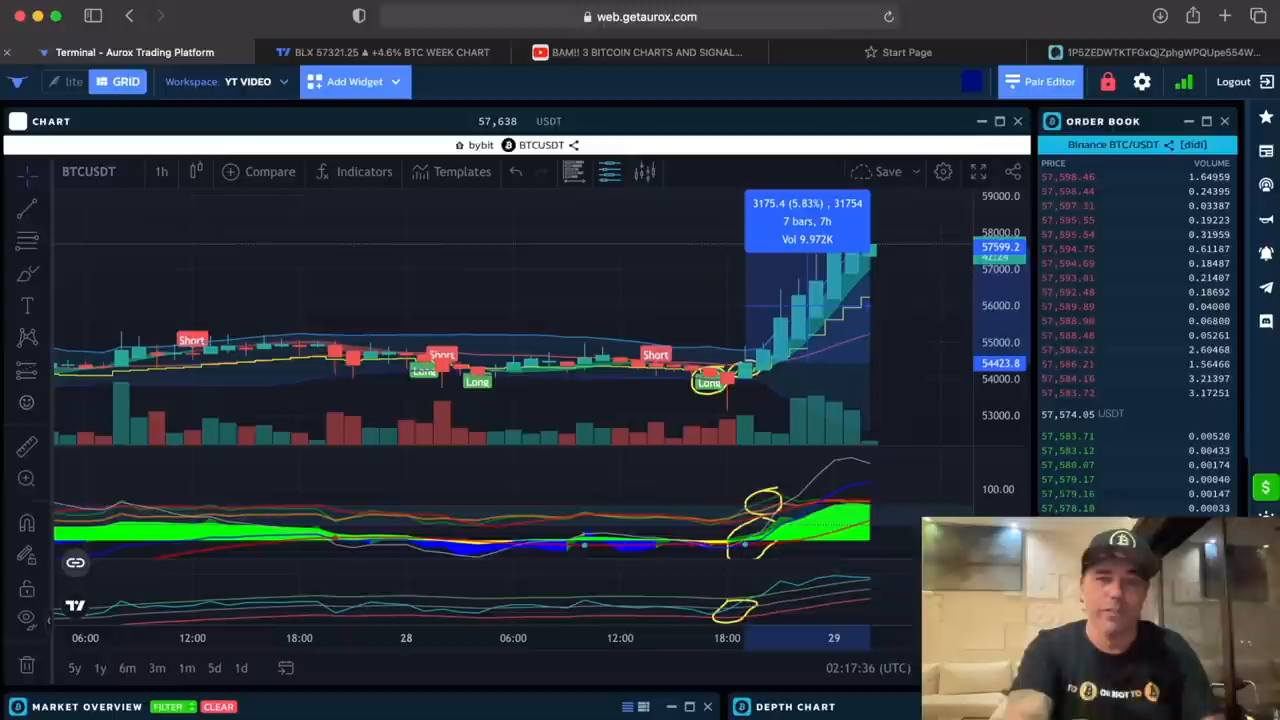 web.getaurox.com
Terminal - Aurox Trading Platform
BLX 57321.25 ▲ +4.6% BTC WEEK CHART
BAM!! 3 BITCOIN CHARTS AND SIGNAL...
Start Page
lite
GRID
Workspace: YT VIDEO
Add Widget
Pair Editor
Logout
CHART
57,638 USDT
bybit BTCUSDT
BTCUSDT
1h
Compare
Indicators
Templates
Save
3175.4 (5.83%) , 31754
7 bars, 7h
Vol 9.972K
59000.0
58000.0
57599.2
42:24
57000.0
56000.0
55000.0
54423.8
54000.0
53000.0
100.00
Short
Short
Long
Long
Short
Long
06:00
12:00
18:00
28
06:00
12:00
18:00
29
5y
1y
6m
3m
1m
5d
1d
02:17:36 (UTC)
ORDER BOOK
Binance BTC/USDT [didi]
PRICE VOLUME
57,598.46 1.64959
57,598.44 0.24395
57,597.51 0.03387
57,595.55 0.19223
57,595.54 0.31959
57,594.75 0.61187
57,594.69 0.18487
57,593.01 0.21407
57,592.48 0.18692
57,589.89 0.04000
57,588.90 0.06800
57,588.48 0.05261
57,586.22 2.60468
57,586.21 1.56466
57,584.16 3.21397
57,583.72 3.17251
57,574.05 USDT
57,583.71 0.00520
57,583.12 0.00433
57,580.07 0.00174
57,579.17 0.00040
57,579.16 0.00147
57,578.10 0.00033
TO B OR NOT TO
MARKET OVERVIEW
FILTER
CLEAR
DEPTH CHART